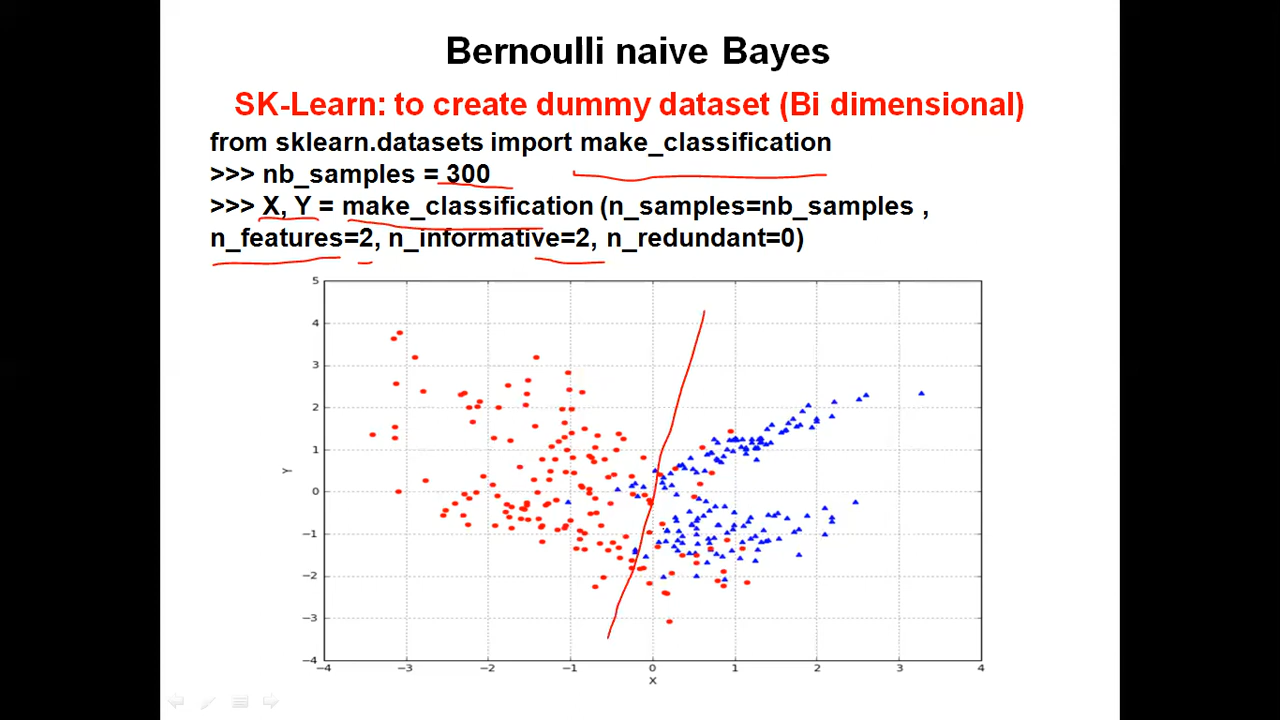 Bernoulli naive Bayes
SK-Learn: to create dummy dataset (Bi dimensional)
from sklearn.datasets import make_classification
>>> nb_samples = 300
>>> X, Y = make_classification (n_samples=nb_samples ,
n_features=2, n_informative=2, n_redundant=0)
5
4
3
2
1
0
−1
−2
−3
−4
Y
−4 −3 −2 −1 0 1 2 3 4
X